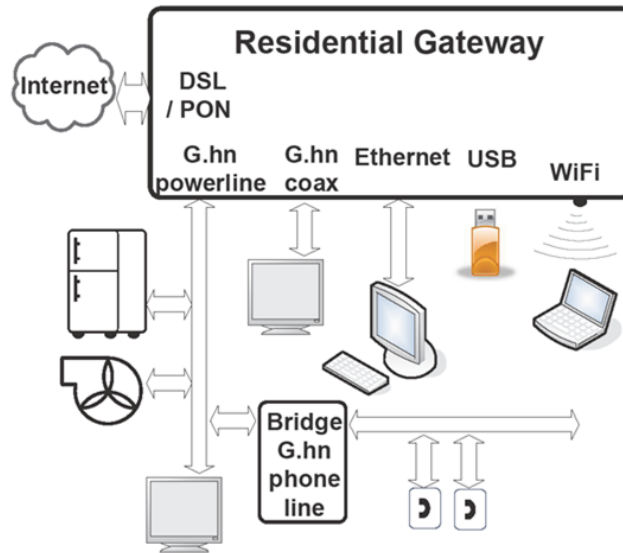 Residential Gateway
Internet
DSL
/ PON
G.hn
powerline
G.hn
coax
Ethernet
USB
WiFi
Bridge
G.hn
phone
line